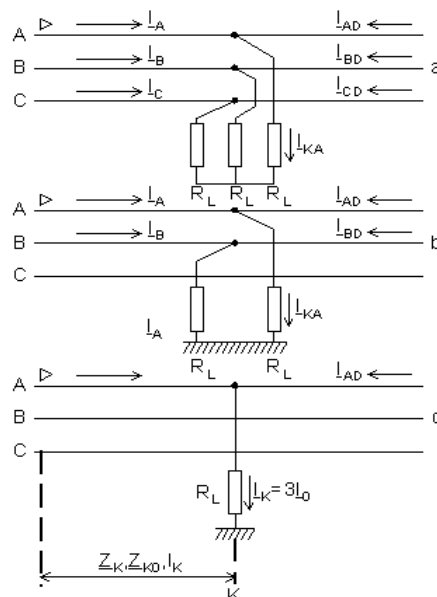 A I_A I_AD
B I_B I_BD a
C I_C I_CD
I_KA
R_L R_L R_L
A I_A I_AD
B I_B I_BD b
C
I_KA
I_A
R_L R_L
A I_AD
B c
C
R_L I_K=3I_0
Z_K,Z_K0,l_K
K